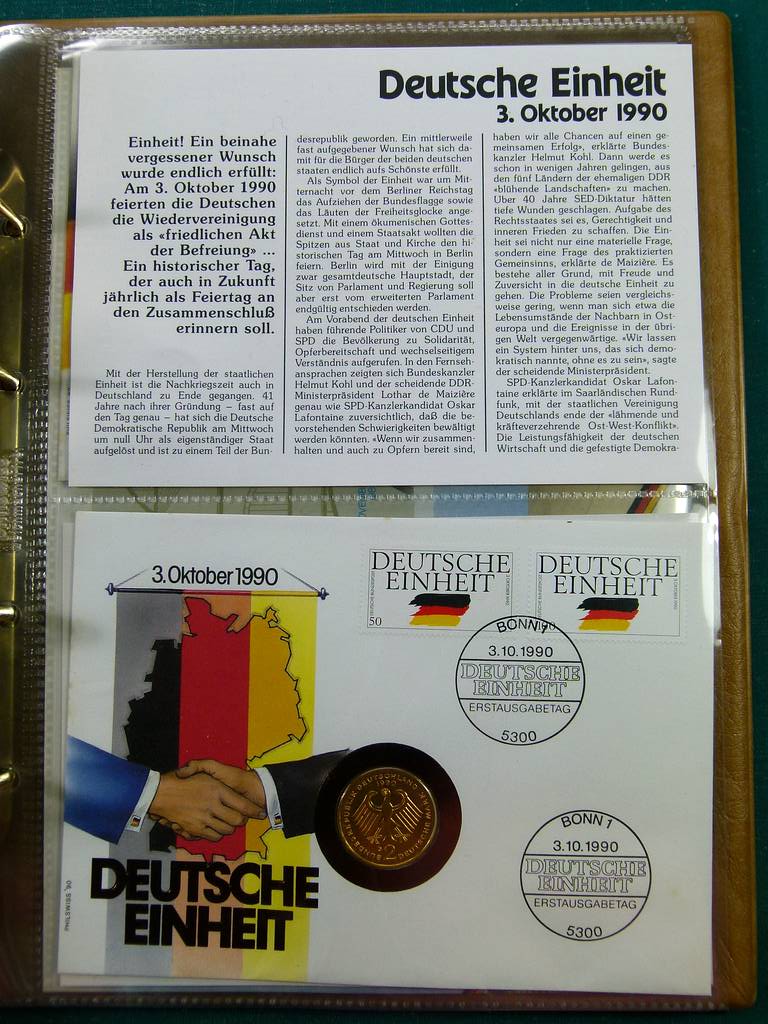 Deutsche Einheit
3. Oktober 1990
Einheit! Ein beinahe
vergessener Wunsch
wurde endlich erfüllt:
Am 3. Oktober 1990
feierten die Deutschen
die Wiedervereinigung
als «friedlichen Akt
der Befreiung» ...
Ein historischer Tag,
der auch in Zukunft
jährlich als Feiertag an
den Zusammenschluß
erinnern soll.
Mit der Herstellung der staatlichen
Einheit ist die Nachkriegszeit auch in
Deutschland zu Ende gegangen. 41
Jahre nach ihrer Gründung – fast auf
den Tag genau – hat sich die Deutsche
Demokratische Republik am Mittwoch
um null Uhr als eigenständiger Staat
aufgelöst und ist zu einem Teil der Bun-
desrepublik geworden. Ein mittlerweile
fast aufgegebener Wunsch hat sich da-
mit für die Bürger der beiden deutschen
staaten endlich aufs Schönste erfüllt.
Als Symbol der Einheit war um Mit-
ternacht vor dem Berliner Reichstag
das Aufziehen der Bundesflagge sowie
das Läuten der Freiheitsglocke ange-
setzt. Mit einem ökumenischen Gottes-
dienst und einem Staatsakt wollten die
Spitzen aus Staat und Kirche den hi-
storischen Tag am Mittwoch in Berlin
feiern. Berlin wird mit der Einigung
zwar gesamtdeutsche Hauptstadt, der
Sitz von Parlament und Regierung soll
aber erst vom erweiterten Parlament
endgültig entschieden werden.
Am Vorabend der deutschen Einheit
haben führende Politiker von CDU und
SPD die Bevölkerung zu Solidarität,
Opferbereitschaft und wechselseitigem
Verständnis aufgerufen. In den Fernseh-
ansprachen zeigten sich Bundeskanzler
Helmut Kohl und der scheidende DDR-
Ministerpräsident Lothar de Maizière
genau wie SPD-Kanzlerkandidat Oskar
Lafontaine zuversichtlich, daß die be-
vorstehenden Schwierigkeiten bewältigt
werden könnten. «Wenn wir zusammen-
halten und auch zu Opfern bereit sind,
haben wir alle Chancen auf einen ge-
meinsamen Erfolg», erklärte Bundes-
kanzler Helmut Kohl. Dann werde es
schon in wenigen Jahren gelingen, aus
den fünf Ländern der ehemaligen DDR
«blühende Landschaften» zu machen.
Über 40 Jahre SED-Diktatur hätten
tiefe Wunden geschlagen. Aufgabe des
Rechtsstaates sei es, Gerechtigkeit und
inneren Frieden zu schaffen. Die Ein-
heit sei nicht nur eine materielle Frage,
sondern eine Frage des praktizierten
Gemeinsinns, erklärte de Maizière. Es
bestehe aller Grund, mit Freude und
Zuversicht in die deutsche Einheit zu
gehen. Die Probleme seien vergleichs-
weise gering, wenn man sich etwa die
Lebensumstände der Nachbarn in Ost-
europa und die Ereignisse in der übri-
gen Welt vergegenwärtige. «Wir lassen
ein System hinter uns, das sich demo-
kratisch nannte, ohne es zu sein», sagte
der scheidende Ministerpräsident.
SPD-Kanzlerkandidat Oskar Lafon-
taine erklärte im Saarländischen Rund-
funk, mit der staatlichen Vereinigung
Deutschlands ende der «lähmende und
kräfteverzehrende Ost-West-Konflikt».
Die Leistungsfähigkeit der deutschen
Wirtschaft und die gefestigte Demokra-
3. Oktober 1990
DEUTSCHE
EINHEIT
50
DEUTSCHE
EINHEIT
BONN 1
3.10.1990
DEUTSCHE
EINHEIT
ERSTAUSGABETAG
5300
BUNDESREPUBLIK DEUTSCHLAND
1990
2
DEUTSCHE MARK
BONN 1
3.10.1990
DEUTSCHE
EINHEIT
ERSTAUSGABETAG
5300
DEUTSCHE
EINHEIT
PHILSWISS '90